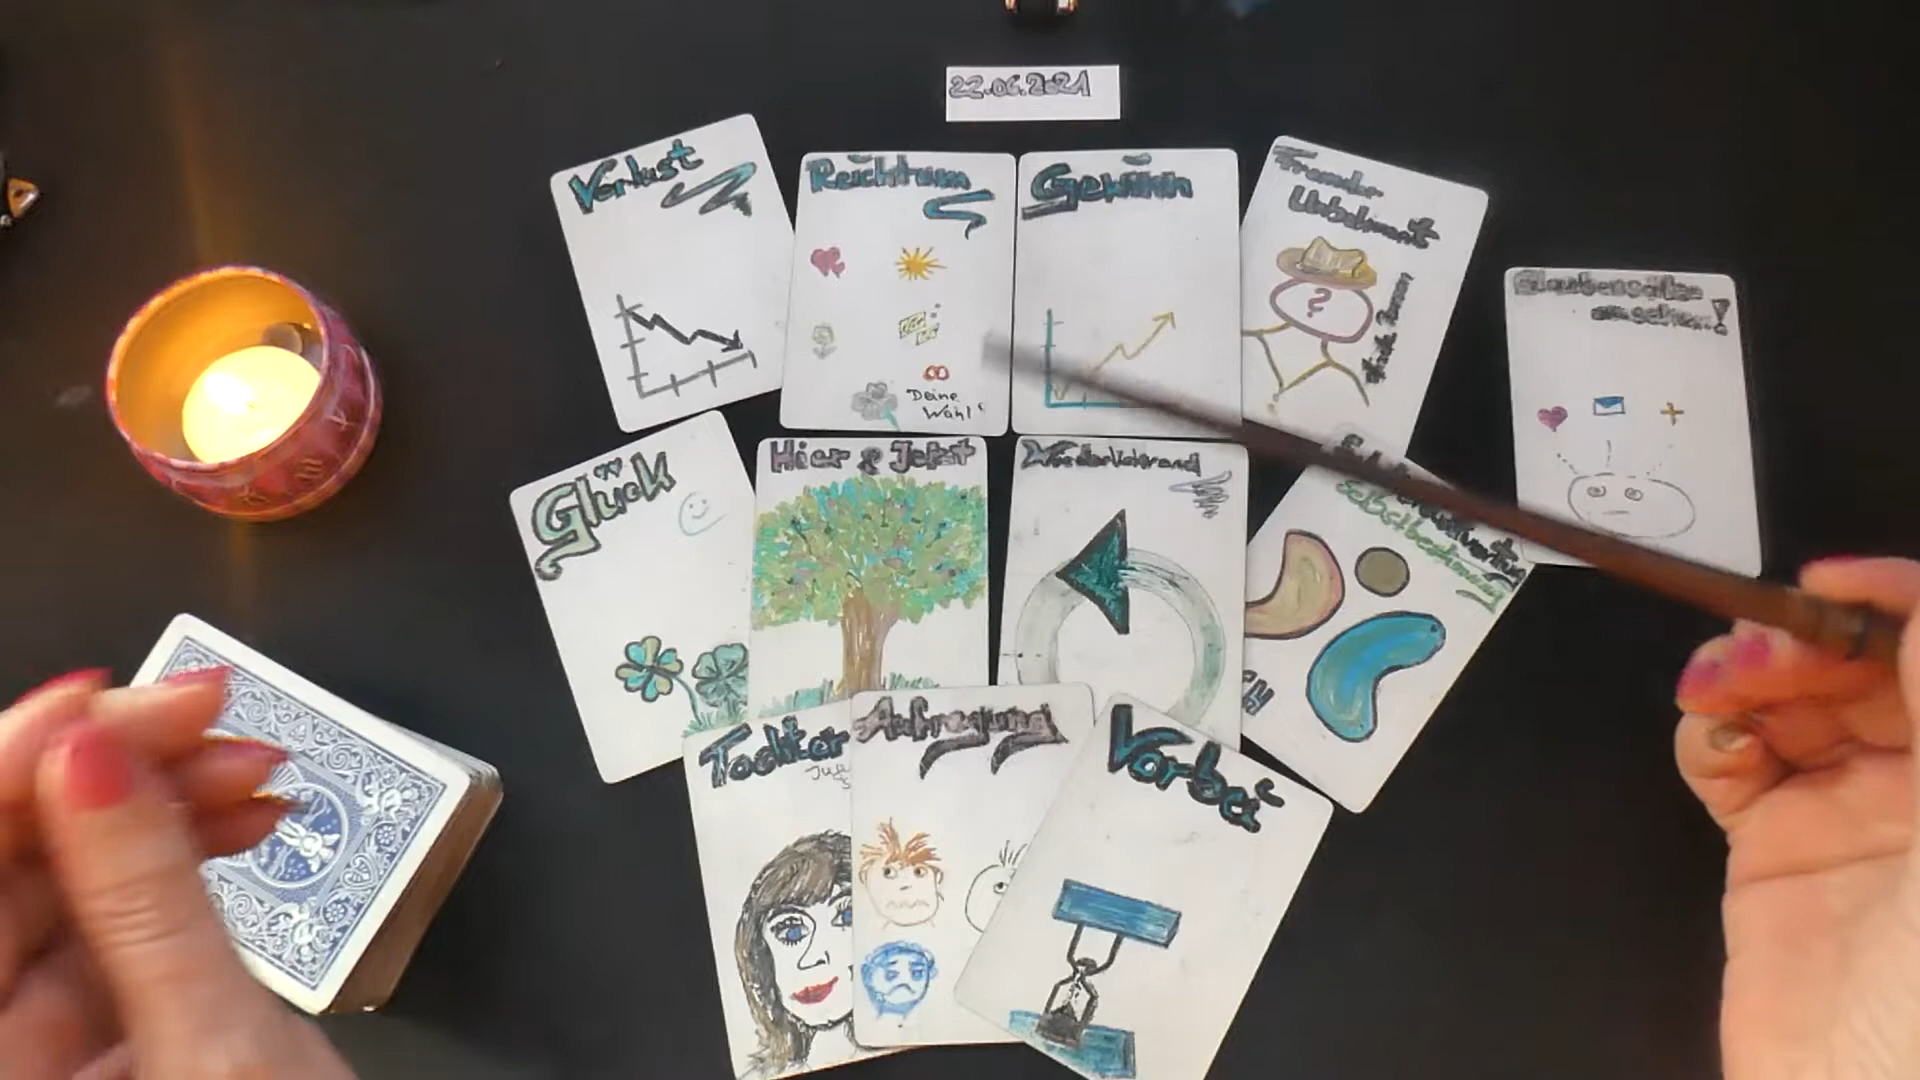 22.06.2021
Verlust
Reichtum
Deine
Wahl
Gewinn
Fremder
Unbekannt
Glaubenssätze
ansehen!
Glück
Hier & Jetzt
Wiederkehrend
Selbstbestimmung
Tochter
Aufregung
Vorbei